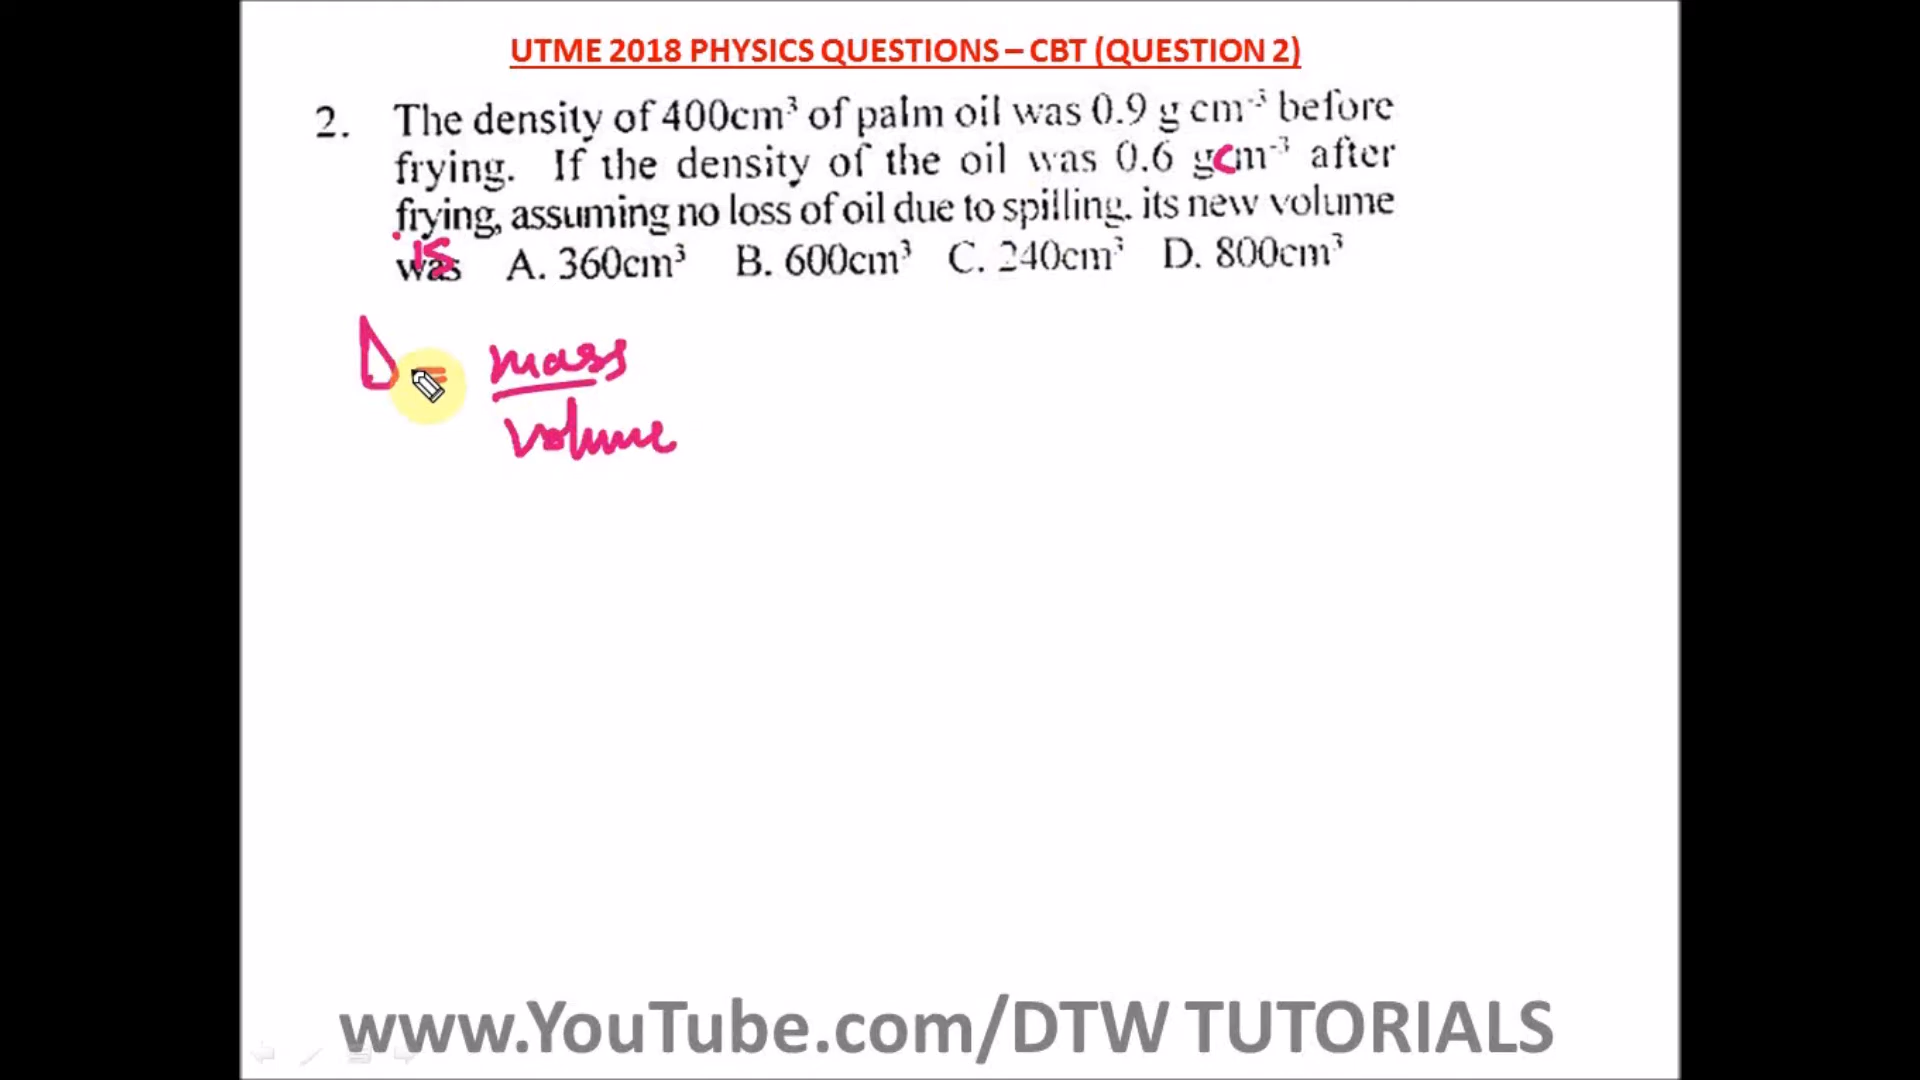 UTME 2018 PHYSICS QUESTIONS – CBT (QUESTION 2)
2. The density of 400cm³ of palm oil was 0.9 g cm⁻³ before
frying. If the density of the oil was 0.6 gcm⁻³ after
frying, assuming no loss of oil due to spilling. its new volume
was is A. 360cm³ B. 600cm³ C. 240cm³ D. 800cm³
D = mass
volume
www.YouTube.com/DTW TUTORIALS